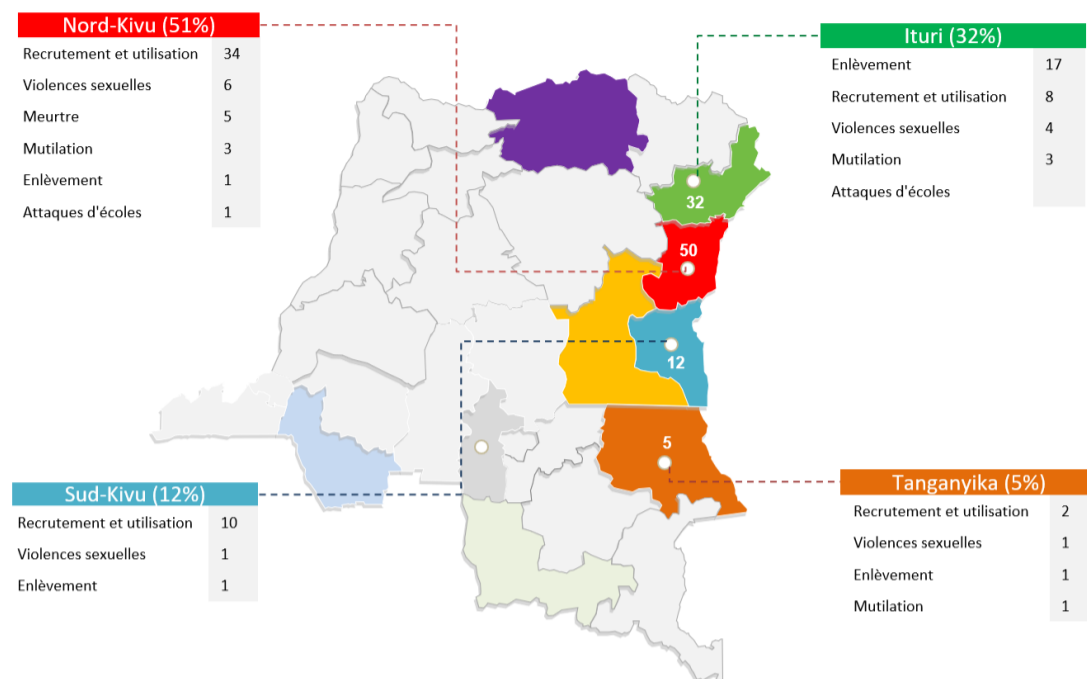 Nord-Kivu (51%)
Recrutement et utilisation 34
Violences sexuelles 6
Meurtre 5
Mutilation 3
Enlèvement 1
Attaques d'écoles 1
Ituri (32%)
Enlèvement 17
Recrutement et utilisation 8
Violences sexuelles 4
Mutilation 3
Attaques d'écoles
32
50
12
5
Sud-Kivu (12%)
Recrutement et utilisation 10
Violences sexuelles 1
Enlèvement 1
Tanganyika (5%)
Recrutement et utilisation 2
Violences sexuelles 1
Enlèvement 1
Mutilation 1